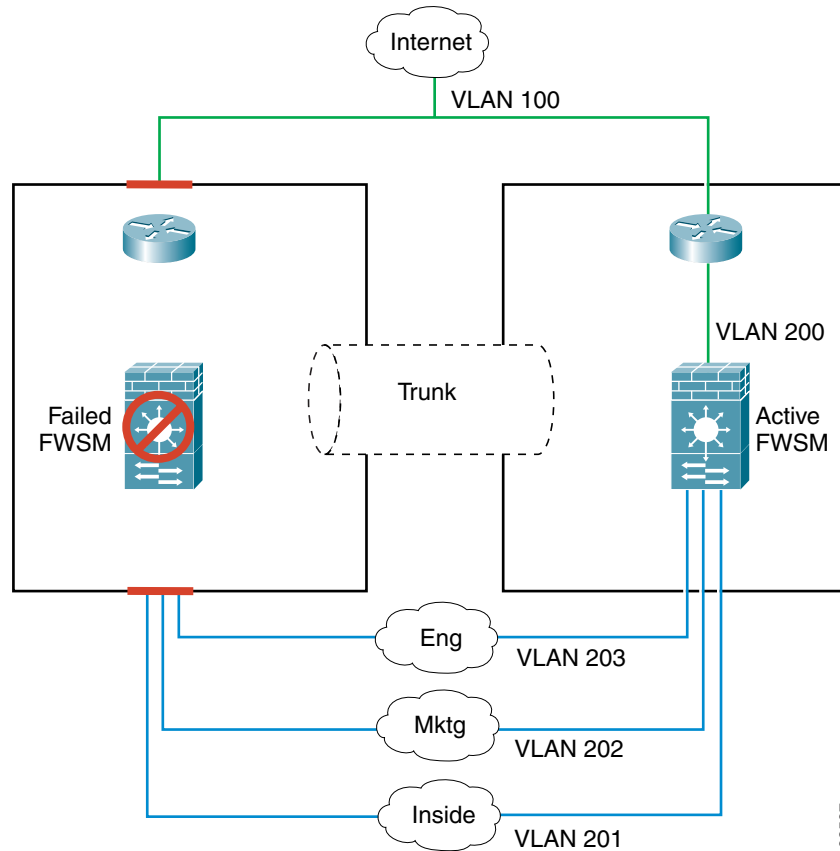 Internet
VLAN 100
VLAN 200
Trunk
Failed
FWSM
Active
FWSM
Eng
VLAN 203
Mktg
VLAN 202
Inside
VLAN 201